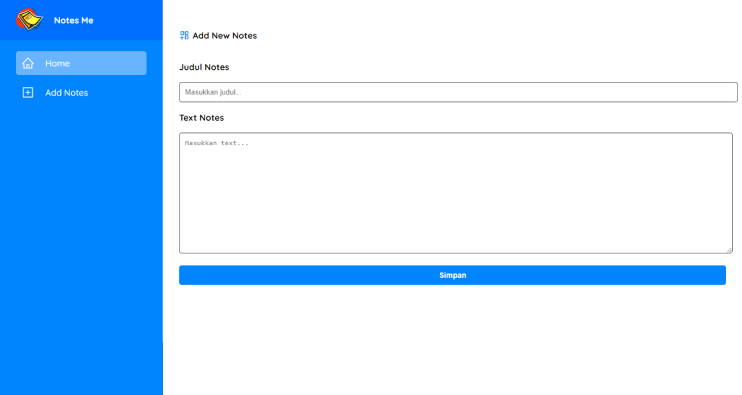 Notes Me
Home
Add Notes
Add New Notes
Judul Notes
Masukkan judul...
Text Notes
Masukkan text...
Simpan